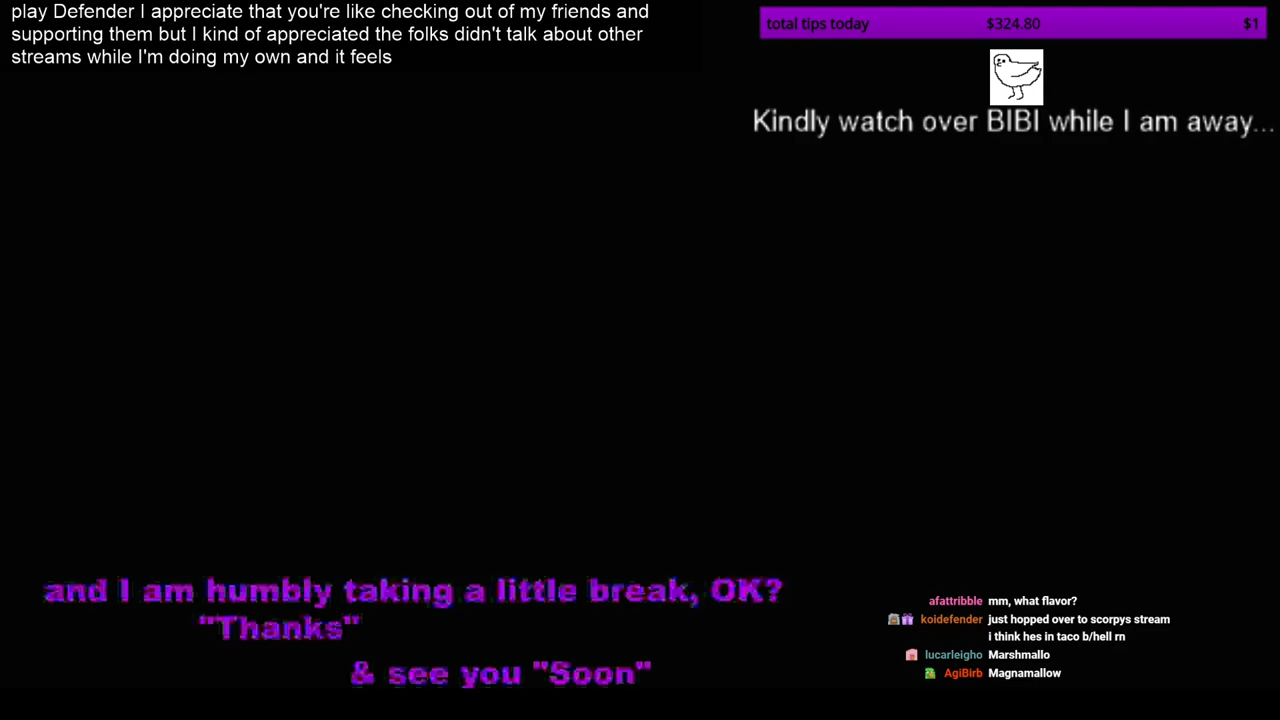 play Defender I appreciate that you're like checking out of my friends and
supporting them but I kind of appreciated the folks didn't talk about other
streams while I'm doing my own and it feels
total tips today $324.80 $1
Kindly watch over BIBI while I am away...
and I am humbly taking a little break, OK?
"Thanks"
& see you "Soon"
afattribble mm, what flavor?
koidefender just hopped over to scorpys stream
i think hes in taco b/hell rn
lucarleigho Marshmallo
AgiBirb Magnamallow